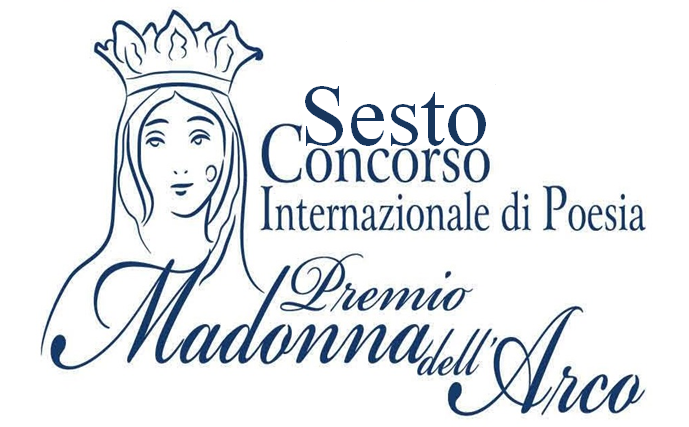 Sesto
Concorso
Internazionale di Poesia
Premio
Madonna dell'Arco